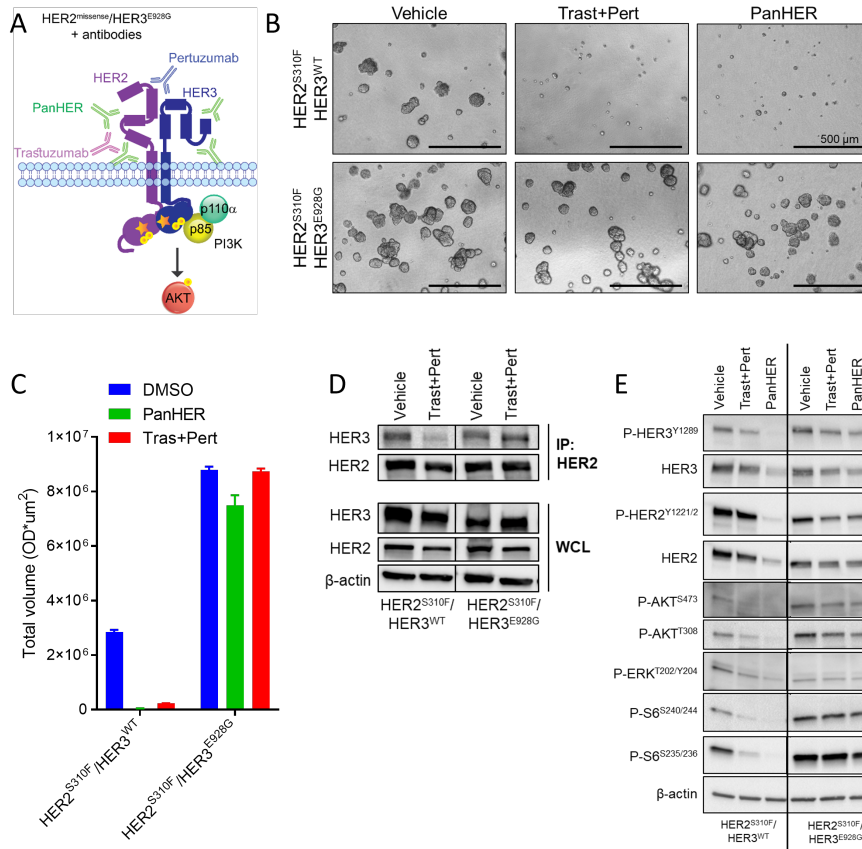 A
HER2missense/HER3E928G
+ antibodies
Pertuzumab
HER2
HER3
PanHER
Trastuzumab
p110α
p85
PI3K
AKT
B
Vehicle
Trast+Pert
PanHER
HER2S310F
HER3WT
500 µm
HER2S310F
HER3E928G
C
DMSO
PanHER
Tras+Pert
Total volume (OD*um2)
1×107
8×106
6×106
4×106
2×106
0
HER2S310F/HER3WT
HER2S310F/HER3E928G
D
Vehicle
Trast+Pert
Vehicle
Trast+Pert
HER3
HER2
IP:
HER2
HER3
HER2
β-actin
WCL
HER2S310F/
HER3WT
HER2S310F/
HER3E928G
E
Vehicle
Trast+Pert
PanHER
Vehicle
Trast+Pert
PanHER
P-HER3Y1289
HER3
P-HER2Y1221/2
HER2
P-AKTS473
P-AKTT308
P-ERKT202/Y204
P-S6S240/244
P-S6S235/236
β-actin
HER2S310F/
HER3WT
HER2S310F/
HER3E928G